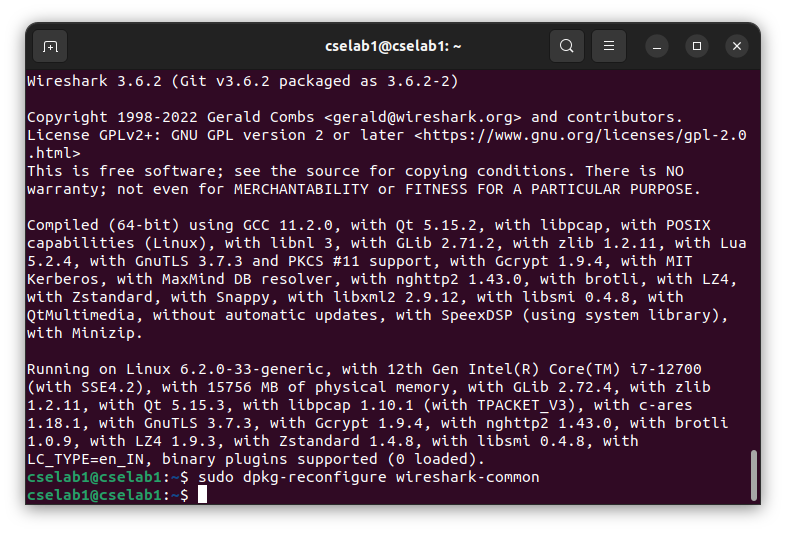 cselab1@cselab1: ~
Wireshark 3.6.2 (Git v3.6.2 packaged as 3.6.2-2)
Copyright 1998-2022 Gerald Combs <gerald@wireshark.org> and contributors.
License GPLv2+: GNU GPL version 2 or later <https://www.gnu.org/licenses/gpl-2.0
.html>
This is free software; see the source for copying conditions. There is NO
warranty; not even for MERCHANTABILITY or FITNESS FOR A PARTICULAR PURPOSE.
Compiled (64-bit) using GCC 11.2.0, with Qt 5.15.2, with libpcap, with POSIX
capabilities (Linux), with libnl 3, with GLib 2.71.2, with zlib 1.2.11, with Lua
5.2.4, with GnuTLS 3.7.3 and PKCS #11 support, with Gcrypt 1.9.4, with MIT
Kerberos, with MaxMind DB resolver, with nghttp2 1.43.0, with brotli, with LZ4,
with Zstandard, with Snappy, with libxml2 2.9.12, with libsmi 0.4.8, with
QtMultimedia, without automatic updates, with SpeexDSP (using system library),
with Minizip.
Running on Linux 6.2.0-33-generic, with 12th Gen Intel(R) Core(TM) i7-12700
(with SSE4.2), with 15756 MB of physical memory, with GLib 2.72.4, with zlib
1.2.11, with Qt 5.15.3, with libpcap 1.10.1 (with TPACKET_V3), with c-ares
1.18.1, with GnuTLS 3.7.3, with Gcrypt 1.9.4, with nghttp2 1.43.0, with brotli
1.0.9, with LZ4 1.9.3, with Zstandard 1.4.8, with libsmi 0.4.8, with
LC_TYPE=en_IN, binary plugins supported (0 loaded).
cselab1@cselab1:~$ sudo dpkg-reconfigure wireshark-common
cselab1@cselab1:~$